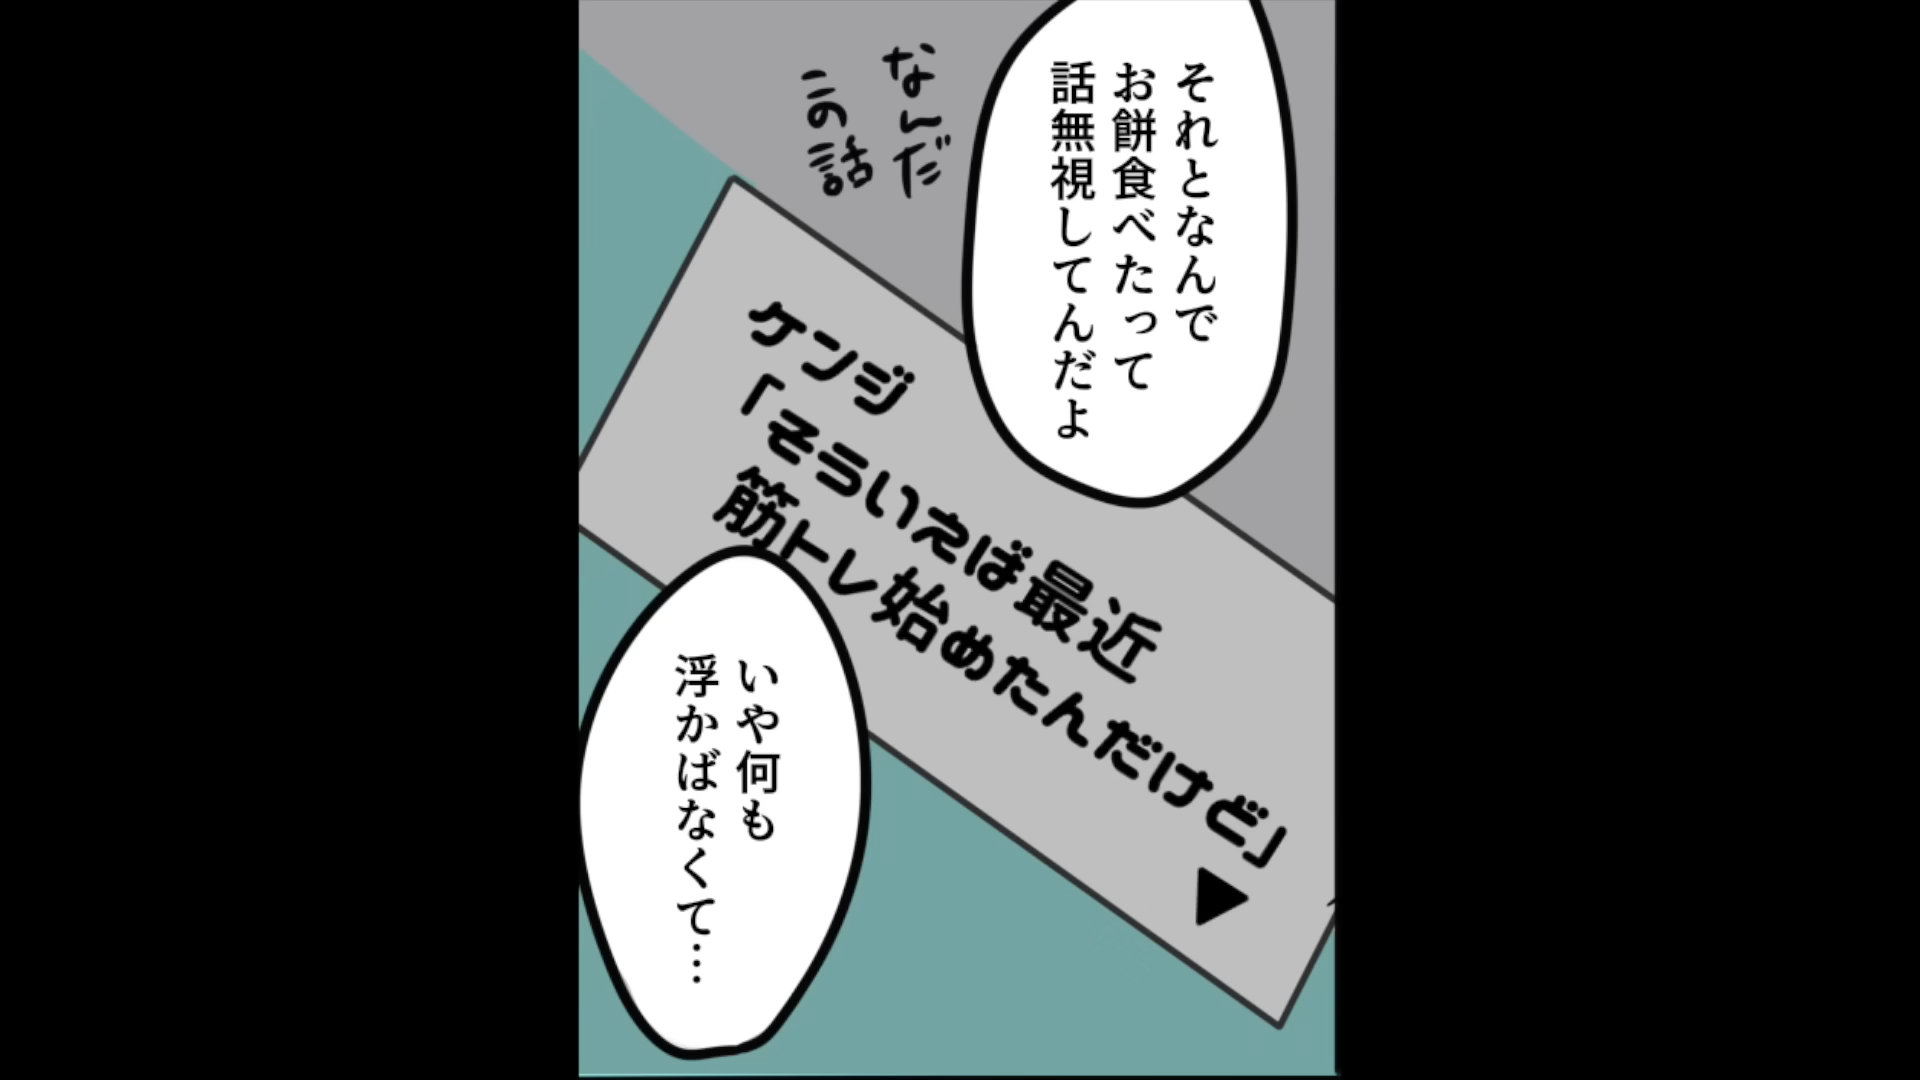 それとなんで
お餅食べたって
話無視してんだよ
なんだ
この話
ケンジ
「そういえば最近
筋トレ始めたんだけど」
いや何も
浮かばなくて…